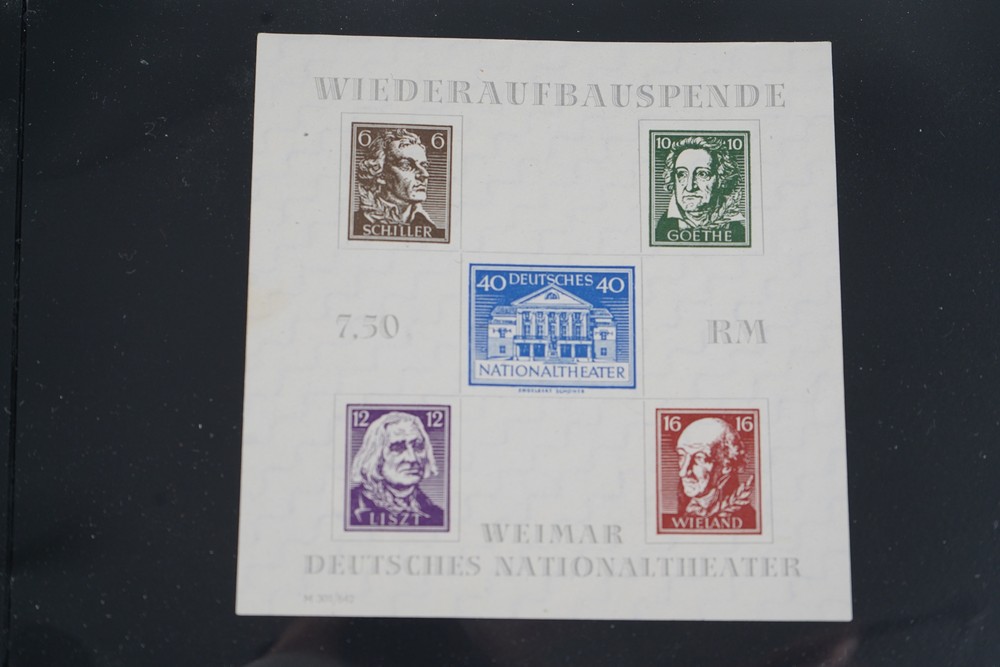 WIEDERAUFBAUSPENDE
6 6
SCHILLER
10 10
GOETHE
40 DEUTSCHES 40
NATIONALTHEATER
7.50 RM
12 12
LISZT
16 16
WIELAND
WEIMAR
DEUTSCHES NATIONALTHEATER